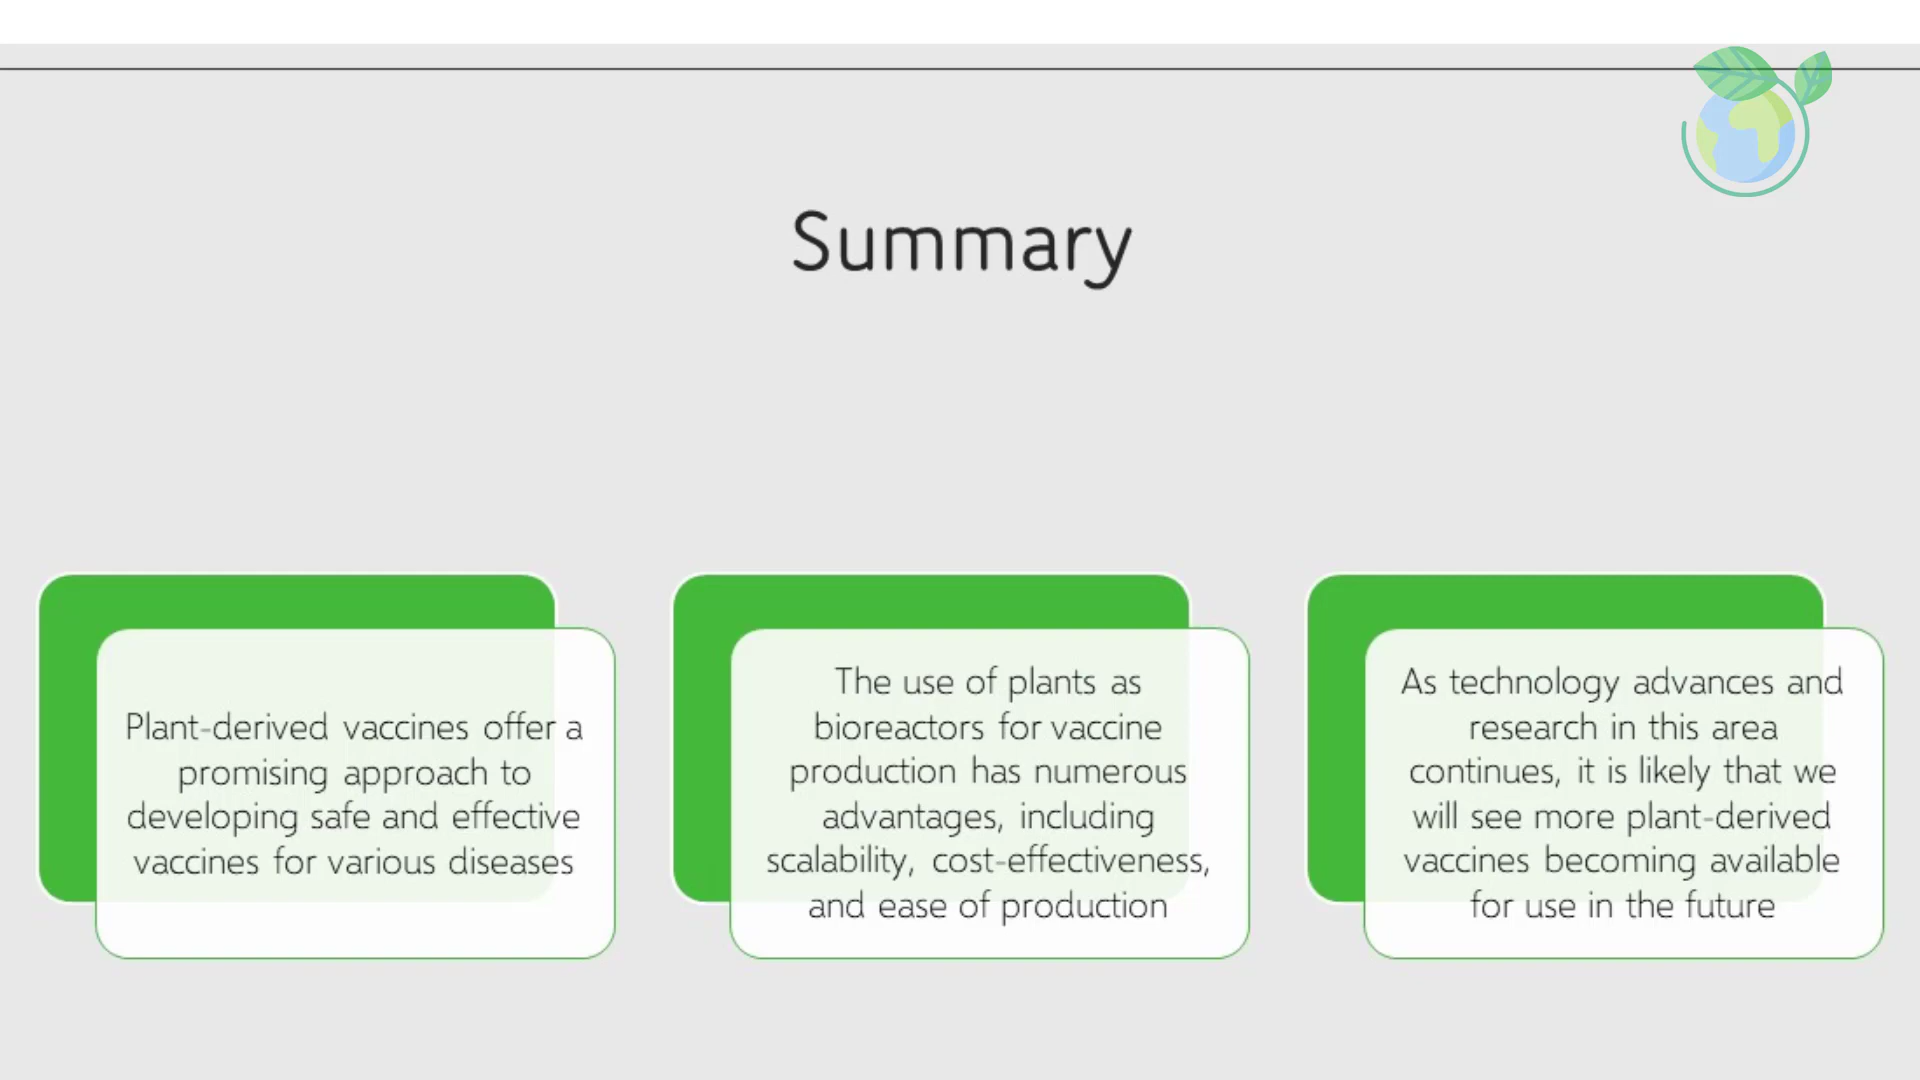 Summary
Plant-derived vaccines offer a
promising approach to
developing safe and effective
vaccines for various diseases
The use of plants as
bioreactors for vaccine
production has numerous
advantages, including
scalability, cost-effectiveness,
and ease of production
As technology advances and
research in this area
continues, it is likely that we
will see more plant-derived
vaccines becoming available
for use in the future